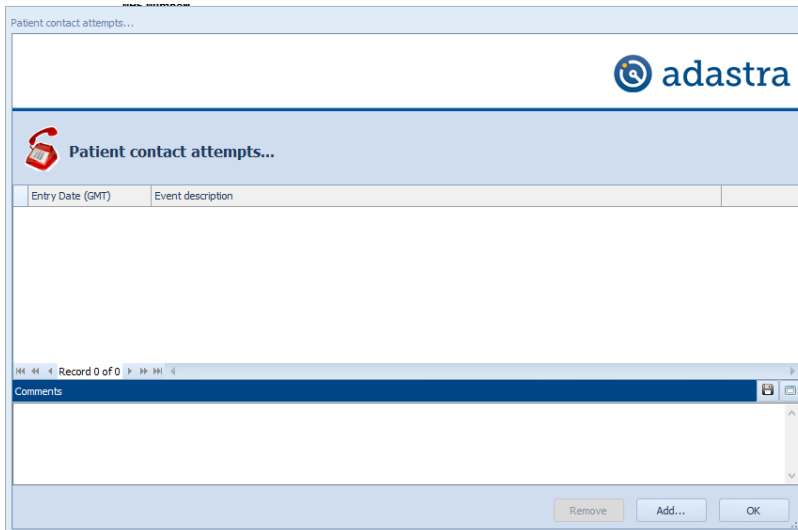 Patient contact attempts...
adastra
Patient contact attempts...
Entry Date (GMT) Event description
Record 0 of 0
Comments
Remove Add... OK